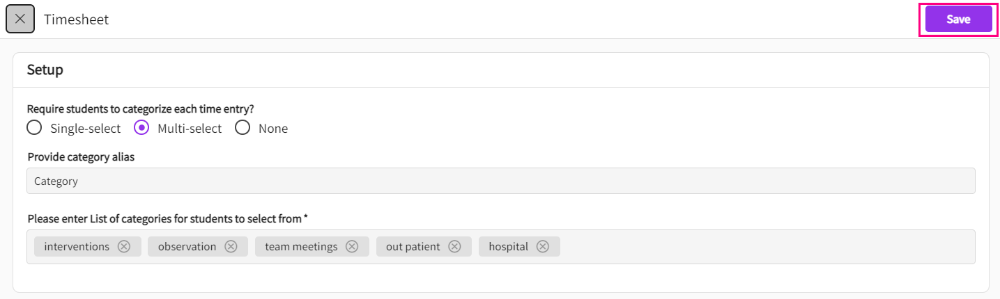 Timesheet Save
Setup
Require students to categorize each time entry?
Single-select Multi-select None
Provide category alias
Category
Please enter List of categories for students to select from *
interventions observation team meetings out patient hospital